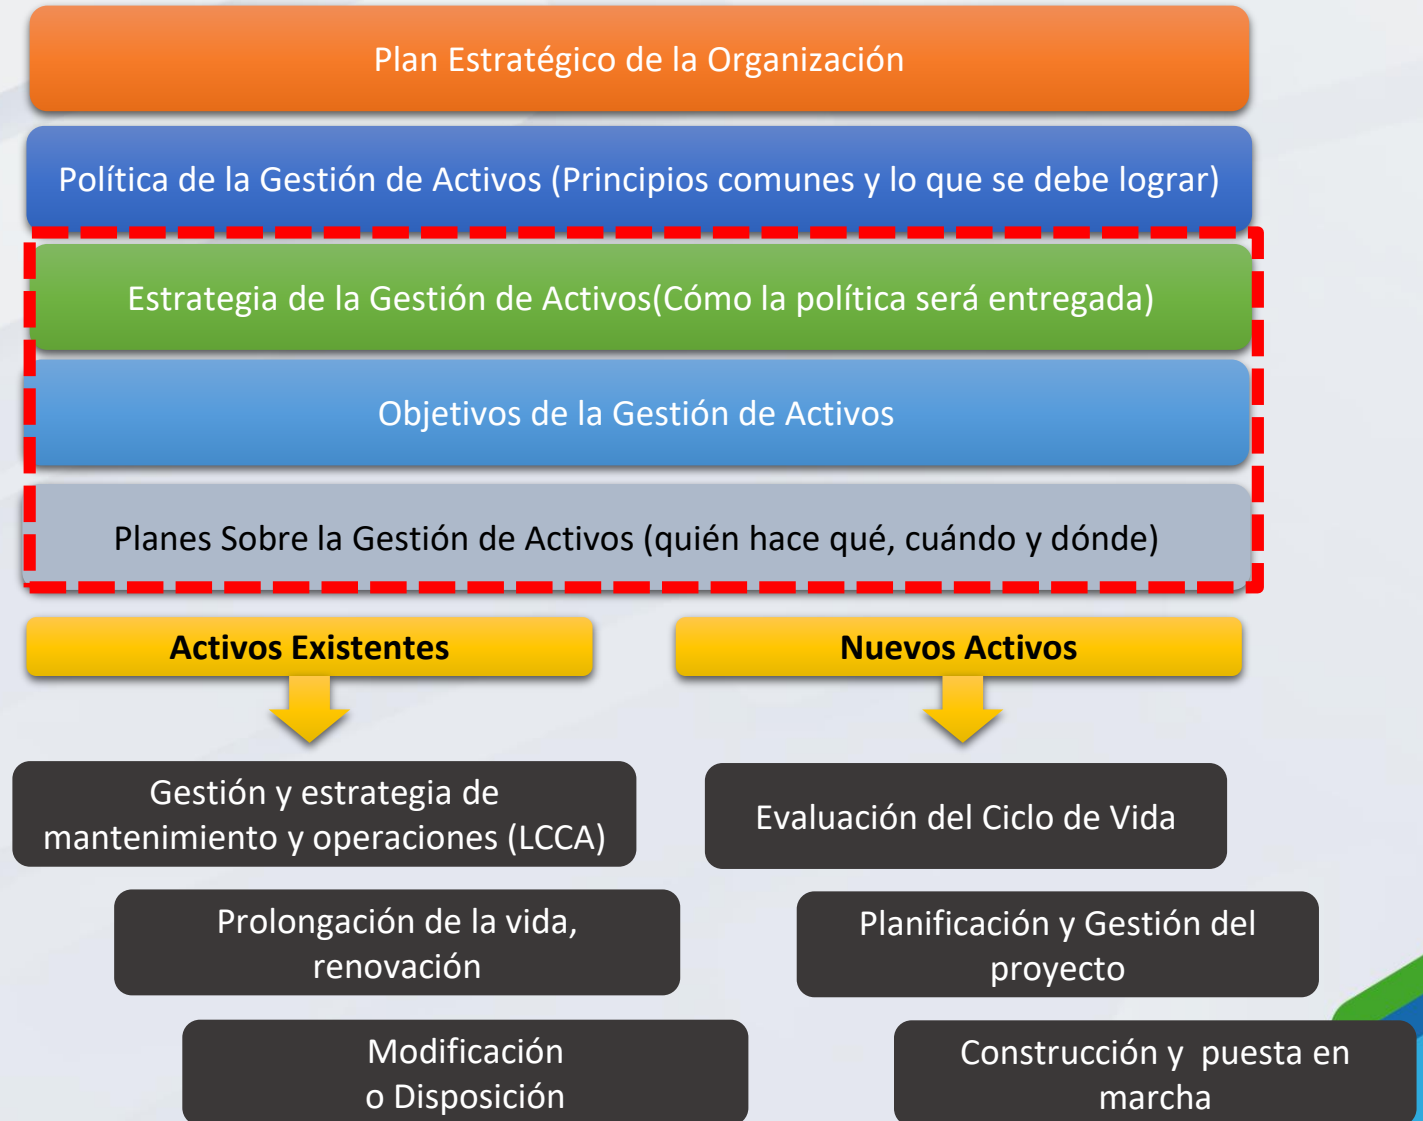 Plan Estratégico de la Organización
Política de la Gestión de Activos (Principios comunes y lo que se debe lograr)
Estrategia de la Gestión de Activos(Cómo la política será entregada)
Objetivos de la Gestión de Activos
Planes Sobre la Gestión de Activos (quién hace qué, cuándo y dónde)
Activos Existentes
Gestión y estrategia de
mantenimiento y operaciones (LCCA)
Prolongación de la vida,
renovación
Modificación
o Disposición
Nuevos Activos
Evaluación del Ciclo de Vida
Planificación y Gestión del
proyecto
Construcción y puesta en
marcha